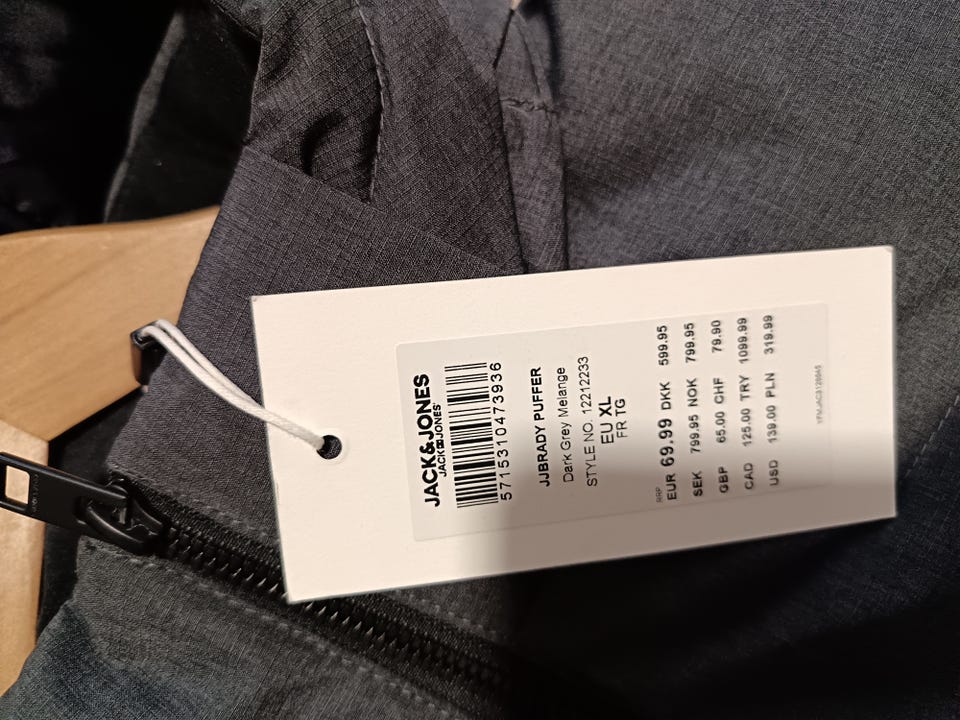 JACK&JONES
JACK&JONES®
5715310473936
JJBRADY PUFFER
Dark Grey Melange
STYLE NO. 12212233
EU XL
FR TG
RRP
EUR 69.99 DKK 599.95
SEK 799.95 NOK 799.95
GBP 65.00 CHF 79.90
CAD 125.00 TRY 1099.99
USD 139.00 PLN 319.99